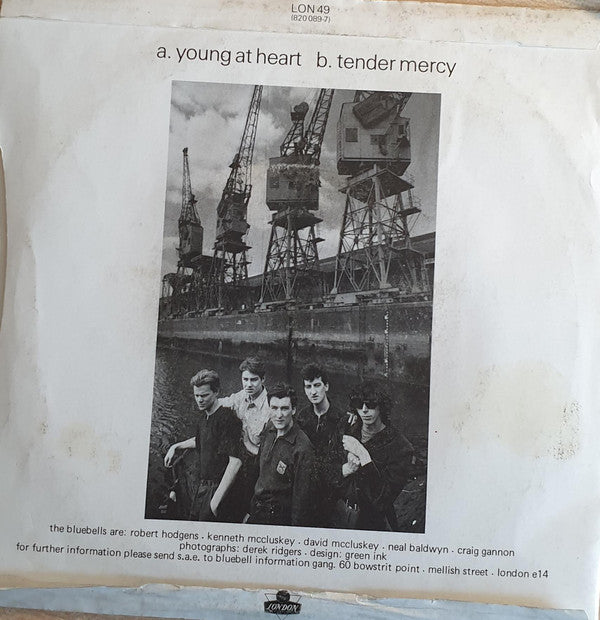 LON 49
(820 089-7)
a. young at heart b. tender mercy
the bluebells are: robert hodgens . kenneth mccluskey . david mccluskey . neal baldwyn . craig gannon
photographs: derek ridgers . design: green ink
for further information please send s.a.e. to bluebell information gang. 60 bowstrit point . mellish street . london e14
LONDON